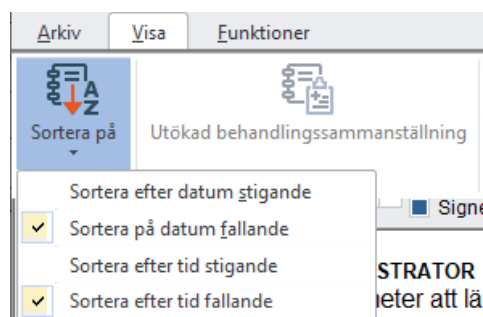 Arkiv Visa Funktioner
Sortera på Utökad behandlingssammanställning
Sortera efter datum stigande
Signe
Sortera på datum fallande
Sortera efter tid stigande
STRATOR
Sortera efter tid fallande
neter att lä